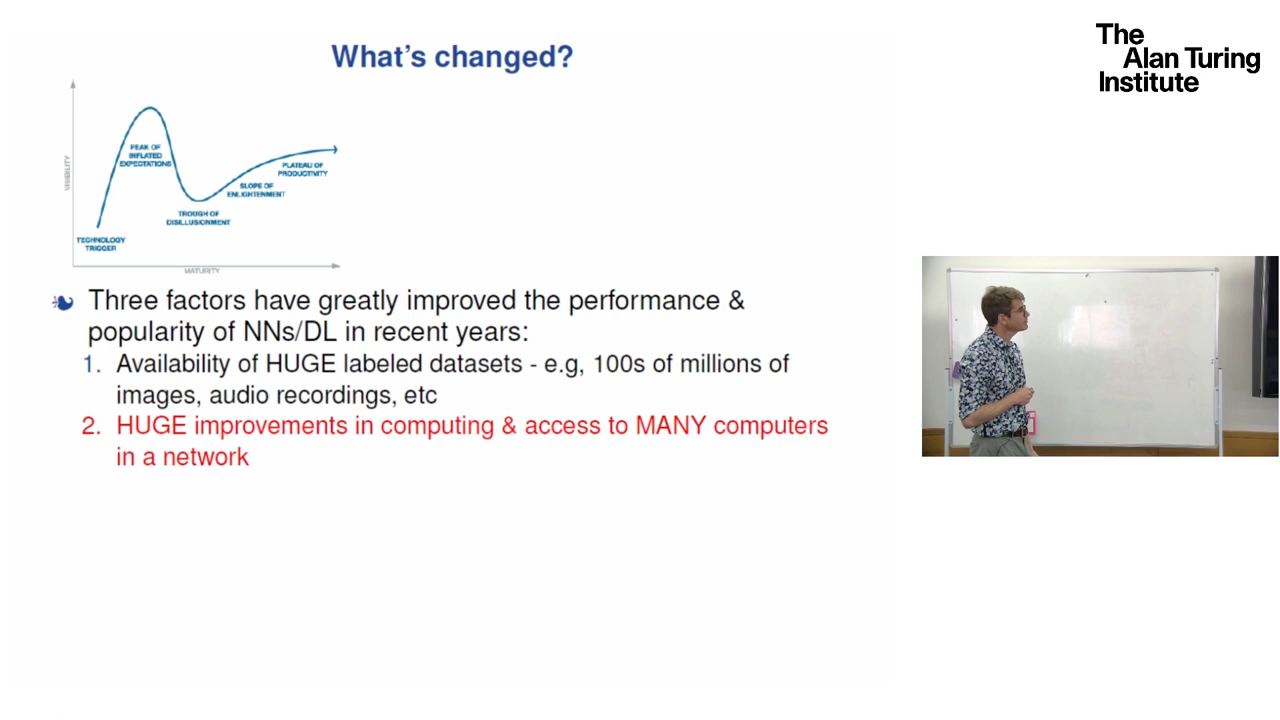 What's changed?
The
Alan Turing
Institute
VISIBILITY
PEAK OF
INFLATED
EXPECTATIONS
PLATEAU OF
PRODUCTIVITY
SLOPE OF
ENLIGHTENMENT
TROUGH OF
DISILLUSIONMENT
TECHNOLOGY
TRIGGER
MATURITY
Three factors have greatly improved the performance &
popularity of NNs/DL in recent years:
1. Availability of HUGE labeled datasets - e.g, 100s of millions of
images, audio recordings, etc
2. HUGE improvements in computing & access to MANY computers
in a network